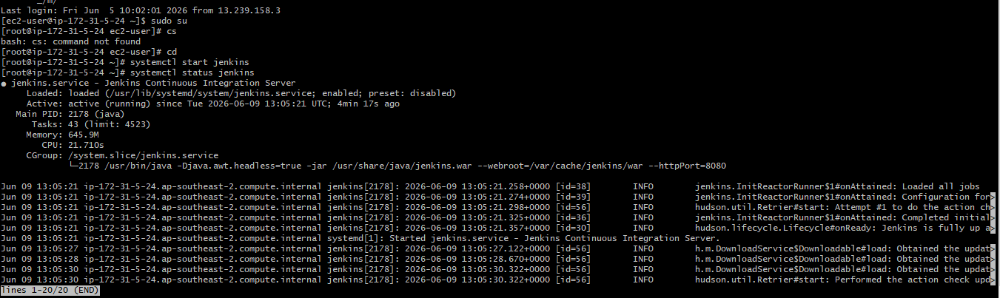 _/m/'
Last login: Fri Jun  5 10:02:01 2026 from 13.239.158.3
[ec2-user@ip-172-31-5-24 ~]$ sudo su
[root@ip-172-31-5-24 ec2-user]# cs
bash: cs: command not found
[root@ip-172-31-5-24 ec2-user]# cd
[root@ip-172-31-5-24 ~]# systemctl start jenkins
[root@ip-172-31-5-24 ~]# systemctl status jenkins
● jenkins.service - Jenkins Continuous Integration Server
     Loaded: loaded (/usr/lib/systemd/system/jenkins.service; enabled; preset: disabled)
     Active: active (running) since Tue 2026-06-09 13:05:21 UTC; 4min 17s ago
   Main PID: 2178 (java)
      Tasks: 43 (limit: 4523)
     Memory: 645.9M
        CPU: 21.710s
     CGroup: /system.slice/jenkins.service
             └─2178 /usr/bin/java -Djava.awt.headless=true -jar /usr/share/java/jenkins.war --webroot=/var/cache/jenkins/war --httpPort=8080
Jun 09 13:05:21 ip-172-31-5-24.ap-southeast-2.compute.internal jenkins[2178]: 2026-06-09 13:05:21.258+0000 [id=38]        INFO        jenkins.InitReactorRunner$1#onAttained: Loaded all jobs
Jun 09 13:05:21 ip-172-31-5-24.ap-southeast-2.compute.internal jenkins[2178]: 2026-06-09 13:05:21.274+0000 [id=39]        INFO        jenkins.InitReactorRunner$1#onAttained: Configuration for>
Jun 09 13:05:21 ip-172-31-5-24.ap-southeast-2.compute.internal jenkins[2178]: 2026-06-09 13:05:21.298+0000 [id=56]        INFO        hudson.util.Retrier#start: Attempt #1 to do the action ch>
Jun 09 13:05:21 ip-172-31-5-24.ap-southeast-2.compute.internal jenkins[2178]: 2026-06-09 13:05:21.325+0000 [id=36]        INFO        jenkins.InitReactorRunner$1#onAttained: Completed initial>
Jun 09 13:05:21 ip-172-31-5-24.ap-southeast-2.compute.internal jenkins[2178]: 2026-06-09 13:05:21.357+0000 [id=30]        INFO        hudson.lifecycle.Lifecycle#onReady: Jenkins is fully up a>
Jun 09 13:05:21 ip-172-31-5-24.ap-southeast-2.compute.internal systemd[1]: Started jenkins.service - Jenkins Continuous Integration Server.
Jun 09 13:05:27 ip-172-31-5-24.ap-southeast-2.compute.internal jenkins[2178]: 2026-06-09 13:05:27.122+0000 [id=56]        INFO        h.m.DownloadService$Downloadable#load: Obtained the updat>
Jun 09 13:05:28 ip-172-31-5-24.ap-southeast-2.compute.internal jenkins[2178]: 2026-06-09 13:05:28.670+0000 [id=56]        INFO        h.m.DownloadService$Downloadable#load: Obtained the updat>
Jun 09 13:05:30 ip-172-31-5-24.ap-southeast-2.compute.internal jenkins[2178]: 2026-06-09 13:05:30.322+0000 [id=56]        INFO        h.m.DownloadService$Downloadable#load: Obtained the updat>
Jun 09 13:05:30 ip-172-31-5-24.ap-southeast-2.compute.internal jenkins[2178]: 2026-06-09 13:05:30.322+0000 [id=56]        INFO        hudson.util.Retrier#start: Performed the action check upd>
lines 1-20/20 (END)